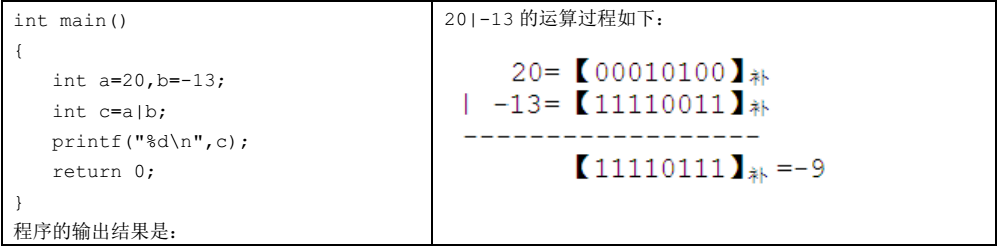 int main()
{
int a=20,b=-13;
int c=a|b;
printf("%d\n",c);
return 0;
}
程序的输出结果是：
20|-13 的运算过程如下：
20=【00010100】补
| -13=【11110011】补
-------------------
【11110111】补 =-9